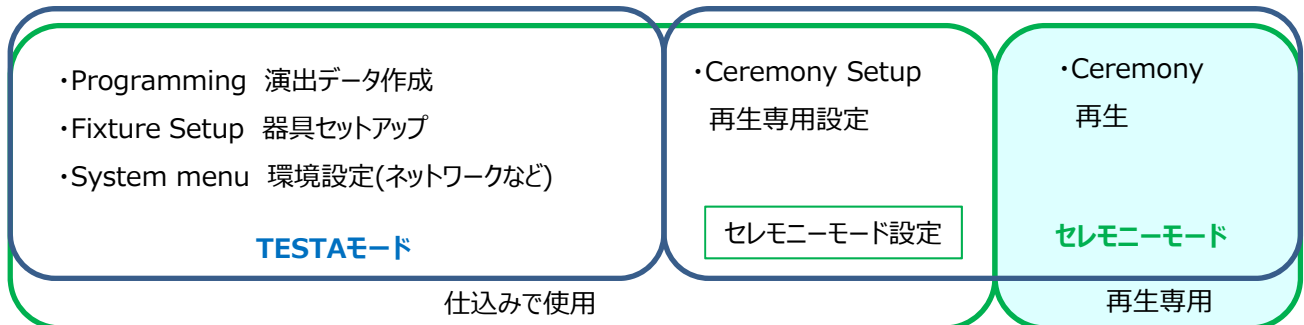 ・Programming 演出データ作成
・Fixture Setup 器具セットアップ
・System menu 環境設定(ネットワークなど)
TESTAモード
・Ceremony Setup
再生専用設定
セレモニーモード設定
・Ceremony
再生
セレモニーモード
仕込みで使用
再生専用